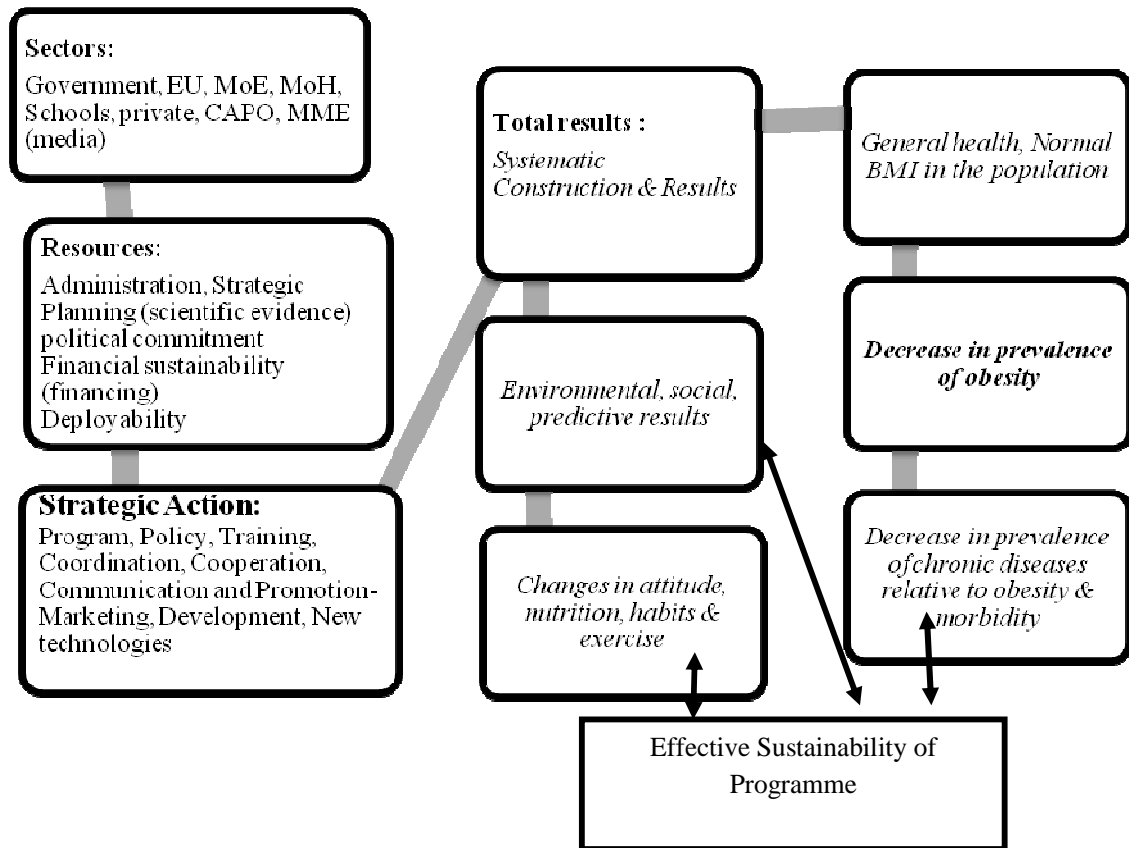 Sectors:
Government, EU, MoE, MoH,
Schools, private, CAPO, MME
(media)
Resources:
Administration, Strategic
Planning (scientific evidence)
political commitment
Financial sustainability
(financing)
Deployability
Strategic Action:
Program, Policy, Training,
Coordination, Cooperation,
Communication and Promotion-
Marketing, Development, New
technologies
Total results :
Systematic
Construction & Results
Environmental, social,
predictive results
Changes in attitude,
nutrition, habits &
exercise
General health, Normal
BMI in the population
Decrease in prevalence
of obesity
Decrease in prevalence
of chronic diseases
relative to obesity &
morbidity
Effective Sustainability of
Programme